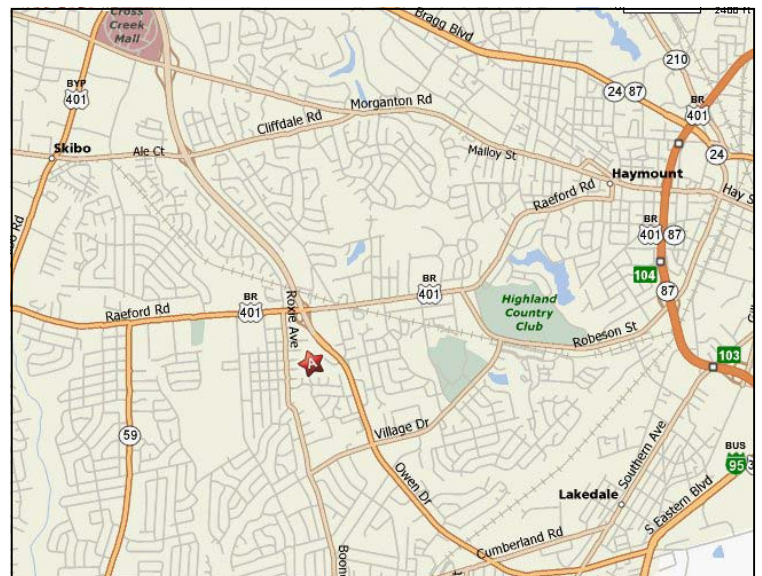 2400 ft
Cross
Creek
Mall
Bragg Blvd
210
BYP
401
24
87
BR
401
Morganton Rd
Cliffdale Rd
Skibo
Ale Ct
Malloy St
24
Haymount
Raeford Rd
Hay S
BR
401
87
Rd
104
BR
401
87
Highland
Country
Club
Raeford Rd
BR
401
Roxie Ave
Robeson St
103
A
59
Village Dr
Owen Dr
Southern Ave
BUS
95
Lakedale
S Eastern Blvd
Cumberland Rd
Boon